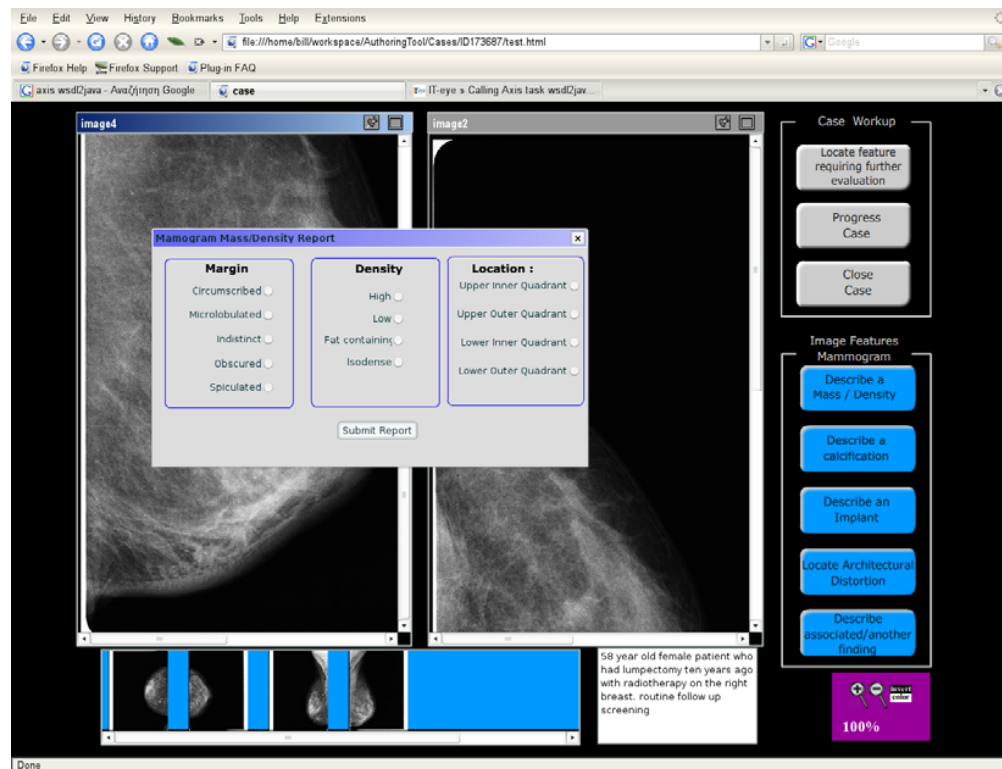 File Edit View History Bookmarks Tools Help Extensions
file:///home/bill/workspace/AuthoringTool/Cases/ID173687/test.html
Google
Firefox Help Firefox Support Plug-in FAQ
axis wsdl2java - Αναζήτηση Google
case
IT-eye » Calling Axis task wsdl2jav...
image4
image2
Mamogram Mass/Density Report
Margin
Circumscribed
Microlobulated
Indistinct
Obscured
Spiculated
Density
High
Low
Fat containing
Isodense
Location :
Upper Inner Quadrant
Upper Outer Quadrant
Lower Inner Quadrant
Lower Outer Quadrant
Submit Report
Case Workup
Locate feature
requiring further
evaluation
Progress
Case
Close
Case
Image Features
Mammogram
Describe a
Mass / Density
Describe a
calcification
Describe an
Implant
Locate Architectural
Distortion
Describe
associated/another
finding
58 year old female patient who
had lumpectomy ten years ago
with radiotherapy on the right
breast. routine follow up
screening
invert
color
100%
Done